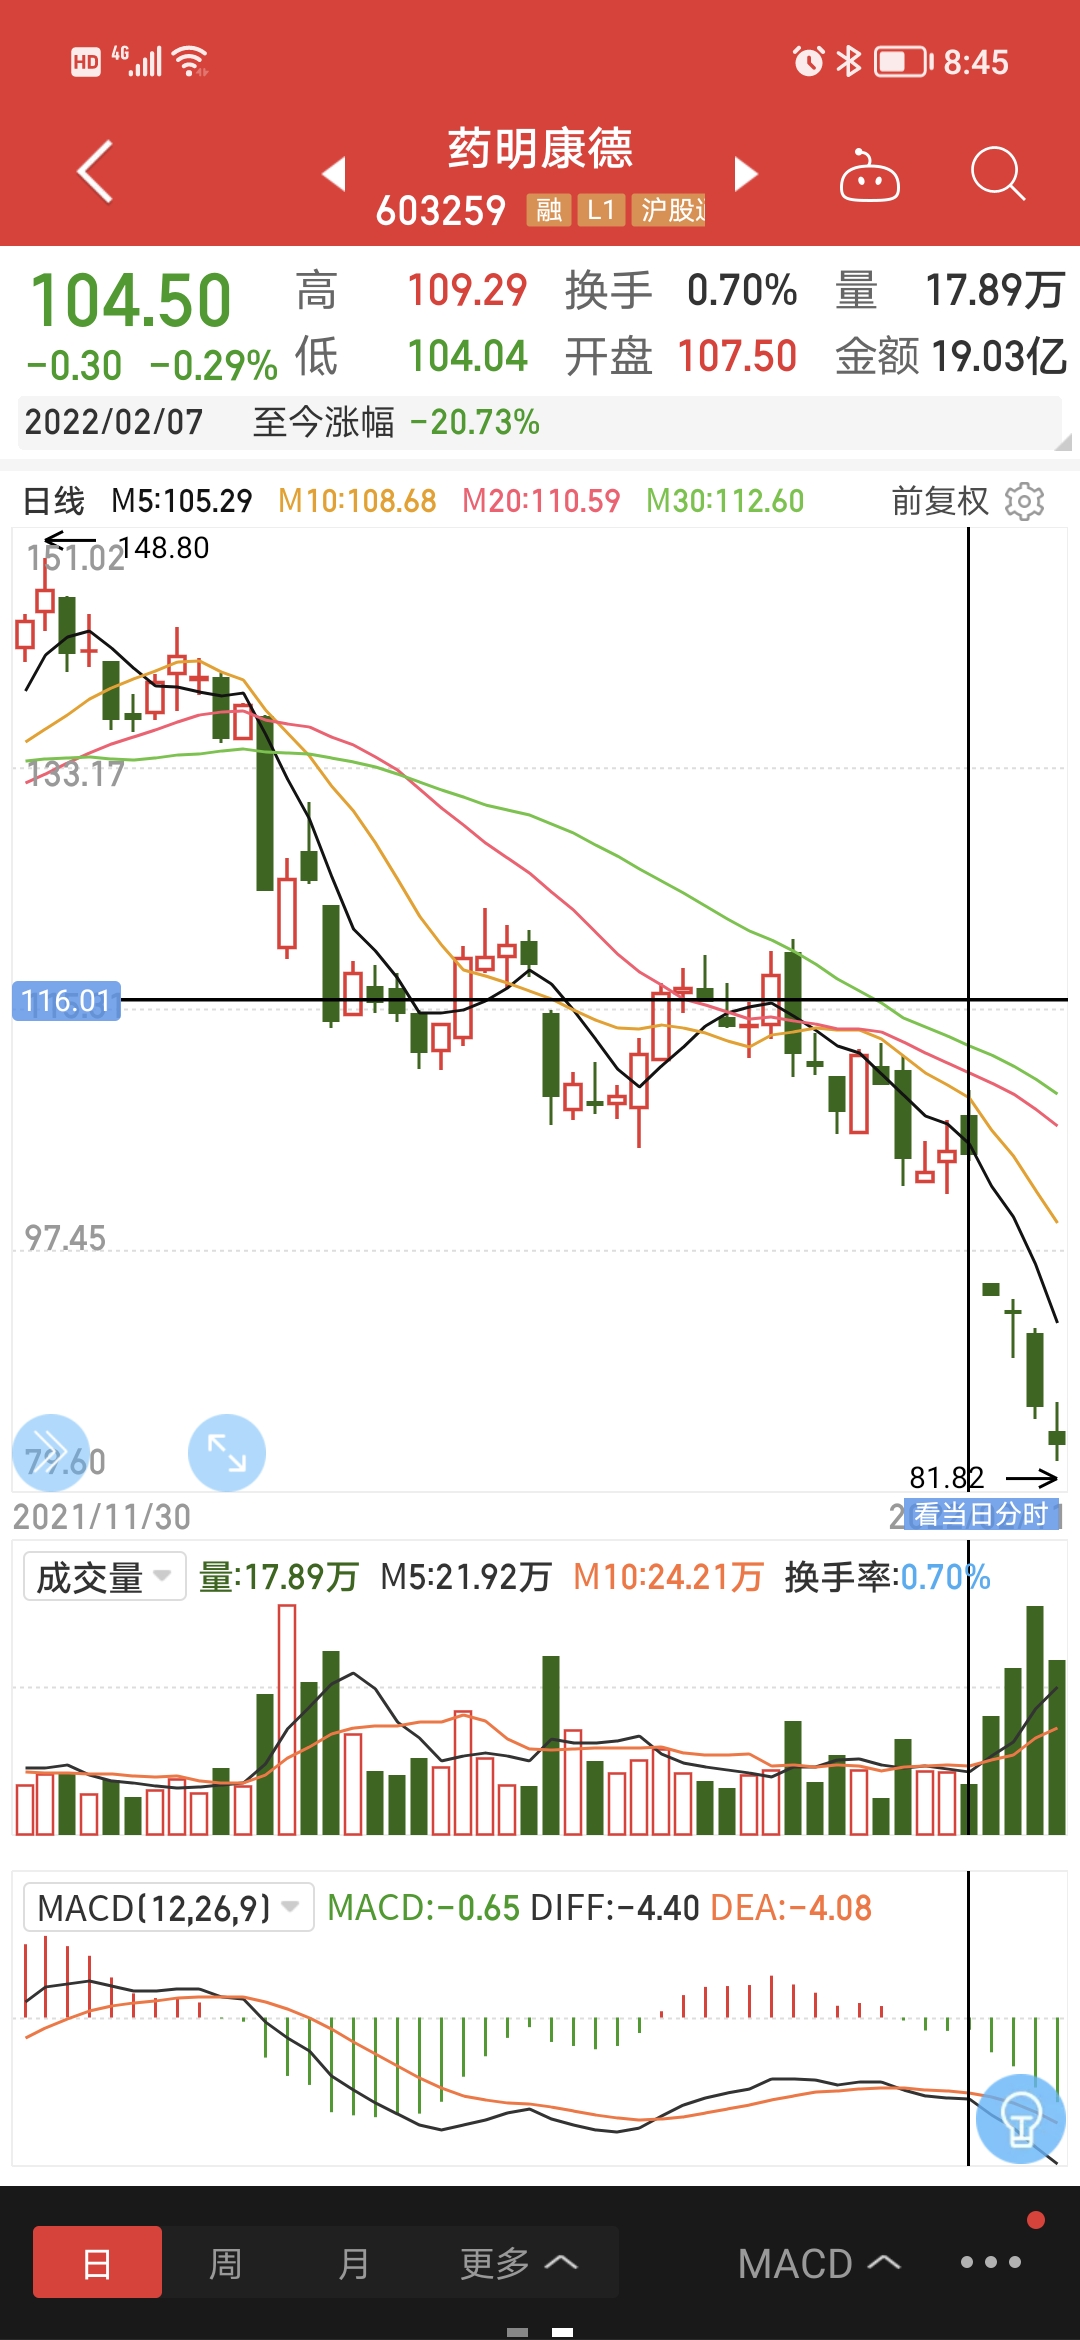 HD 4G 8:45
药明康德
603259 融 L1 沪股
104.50 高 109.29 换手 0.70% 量 17.89万
-0.30 -0.29% 低 104.04 开盘 107.50 金额 19.03亿
2022/02/07 至今涨幅 -20.73%
日线 M5:105.29 M10:108.68 M20:110.59 M30:112.60 前复权
151.02 148.80
133.17
116.01
97.45
79.60
81.82
2021/11/30 看当日分时
成交量 量:17.89万 M5:21.92万 M10:24.21万 换手率:0.70%
MACD(12,26,9) MACD:-0.65 DIFF:-4.40 DEA:-4.08
日 周 月 更多 MACD